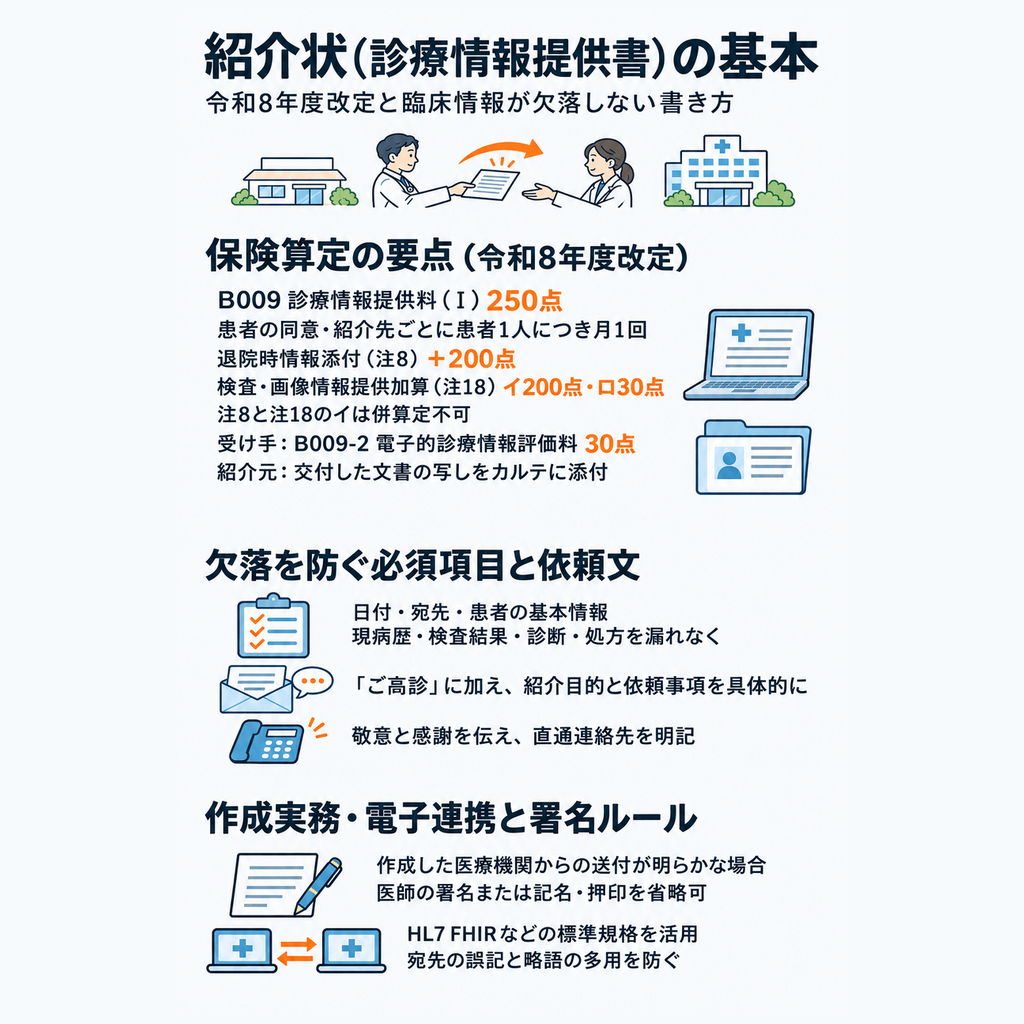 紹介状(診療情報提供書)の基本
令和8年度改定と臨床情報が欠落しない書き方
保険算定の要点(令和8年度改定)
B009 診療情報提供料(Ⅰ) 250点
患者の同意・紹介先ごとに患者1人につき月1回
退院時情報添付(注8) +200点
検査・画像情報提供加算(注18) イ200点・ロ30点
注8と注18のイは併算定不可
受け手:B009-2 電子的診療情報評価料 30点
紹介元:交付した文書の写しをカルテに添付
欠落を防ぐ必須項目と依頼文
日付・宛先・患者の基本情報
現病歴・検査結果・診断・処方を漏れなく
「ご高診」に加え、紹介目的と依頼事項を具体的に
敬意と感謝を伝え、直通連絡先を明記
作成実務・電子連携と署名ルール
作成した医療機関からの送付が明らかな場合
医師の署名または記名・押印を省略可
HL7 FHIRなどの標準規格を活用
宛先の誤記と略語の多用を防ぐ